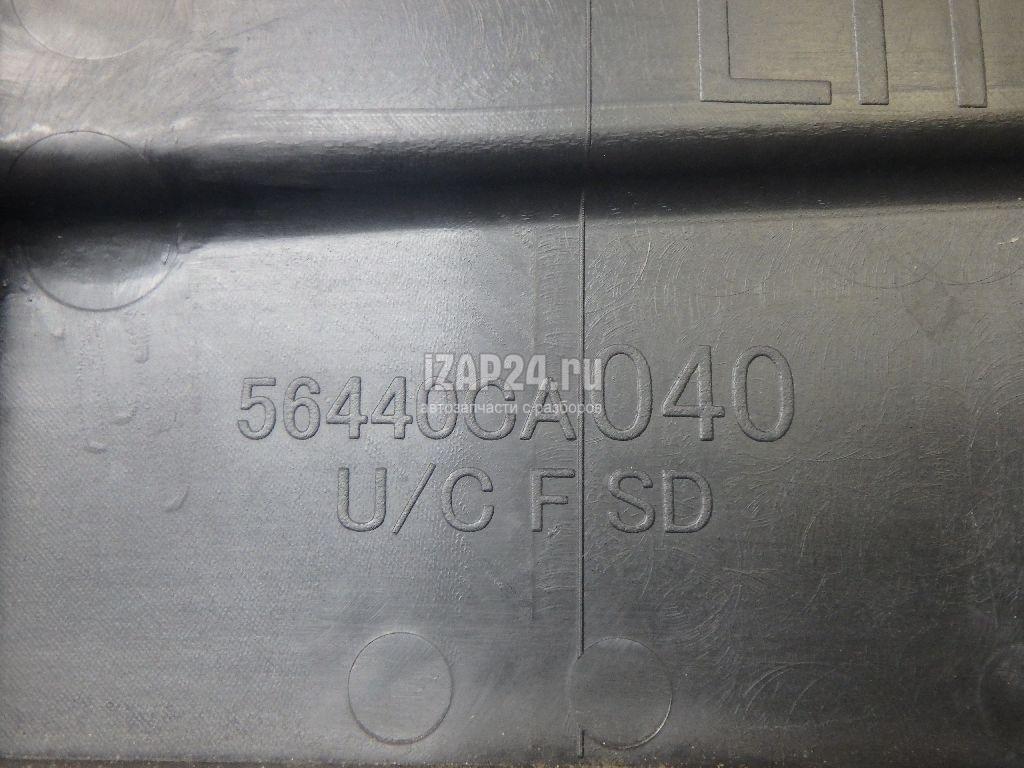 56440CA040
U/C F SD
iZAP24.ru
автозапчасти с разборов